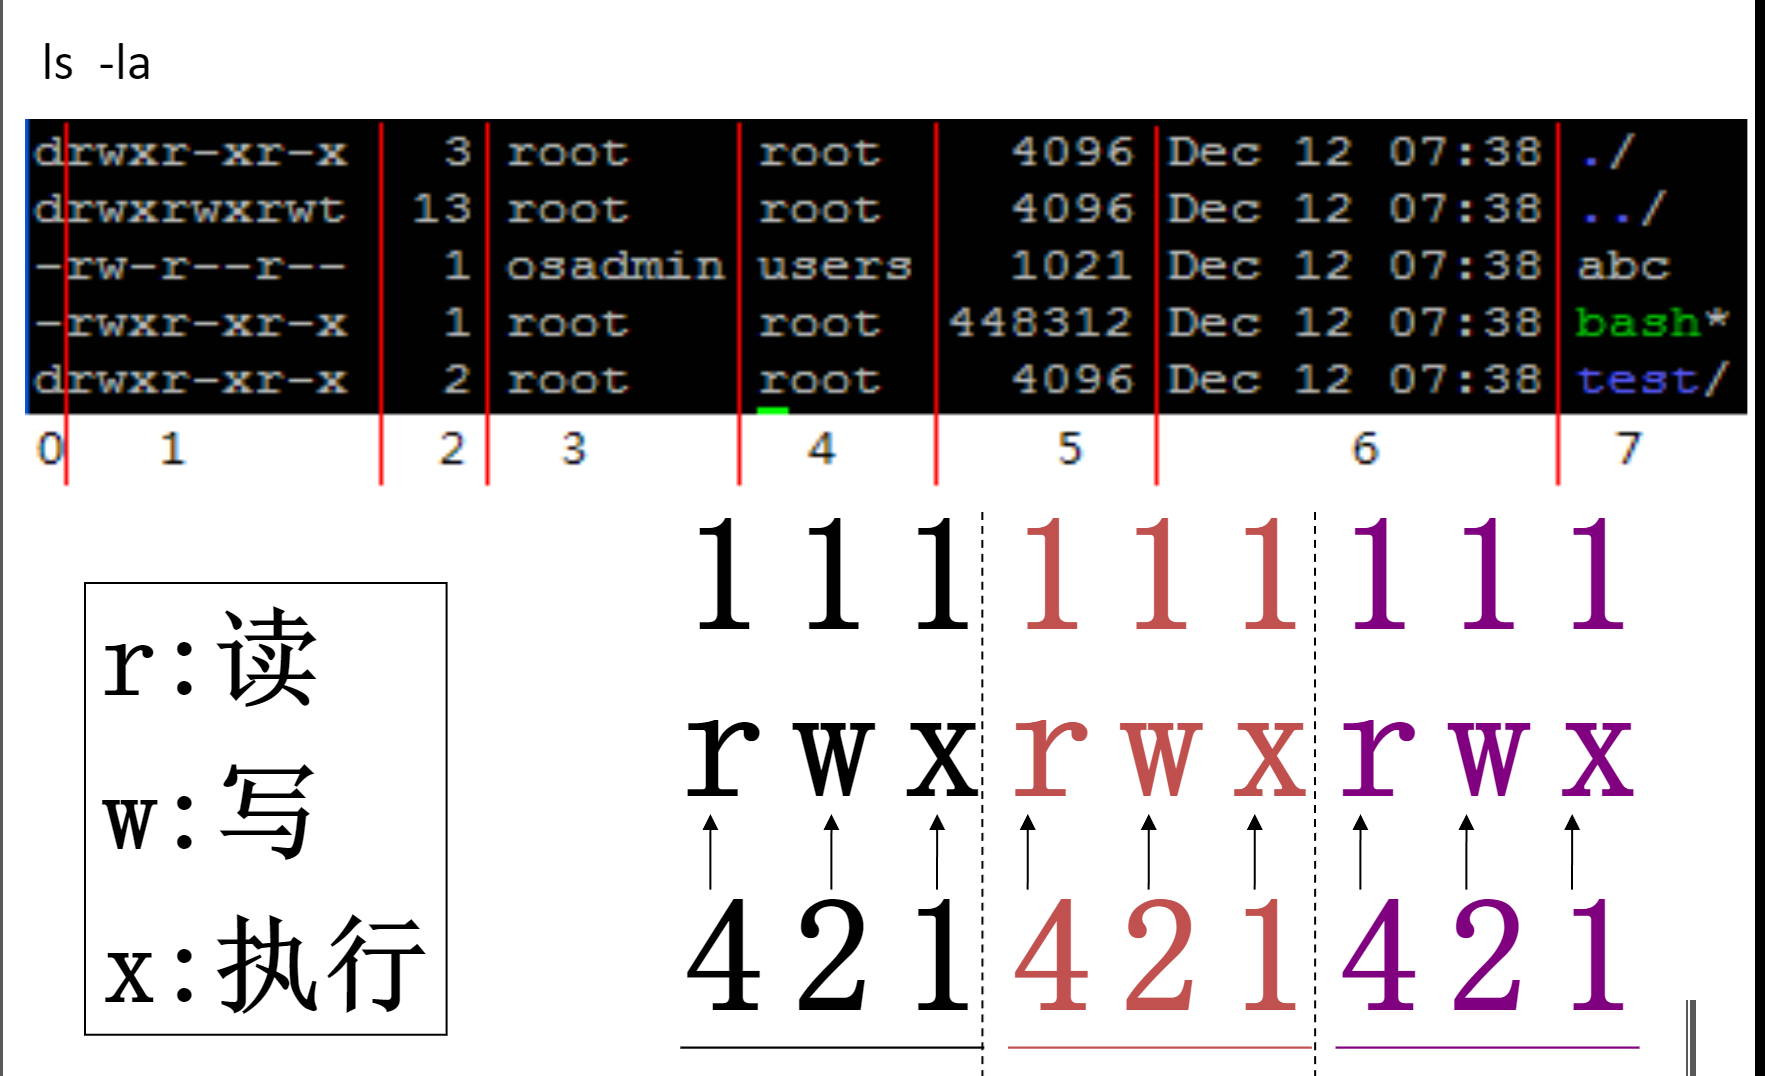 ls -la
drwxr-xr-x 3 root root 4096 Dec 12 07:38 ./
drwxrwxrwt 13 root root 4096 Dec 12 07:38 ../
-rw-r--r-- 1 osadmin users 1021 Dec 12 07:38 abc
-rwxr-xr-x 1 root root 448312 Dec 12 07:38 bash*
drwxr-xr-x 2 root root 4096 Dec 12 07:38 test/
0 1 2 3 4 5 6 7
r:读
w:写
x:执行
1 1 1 1 1 1 1 1 1
r w x r w x r w x
4 2 1 4 2 1 4 2 1